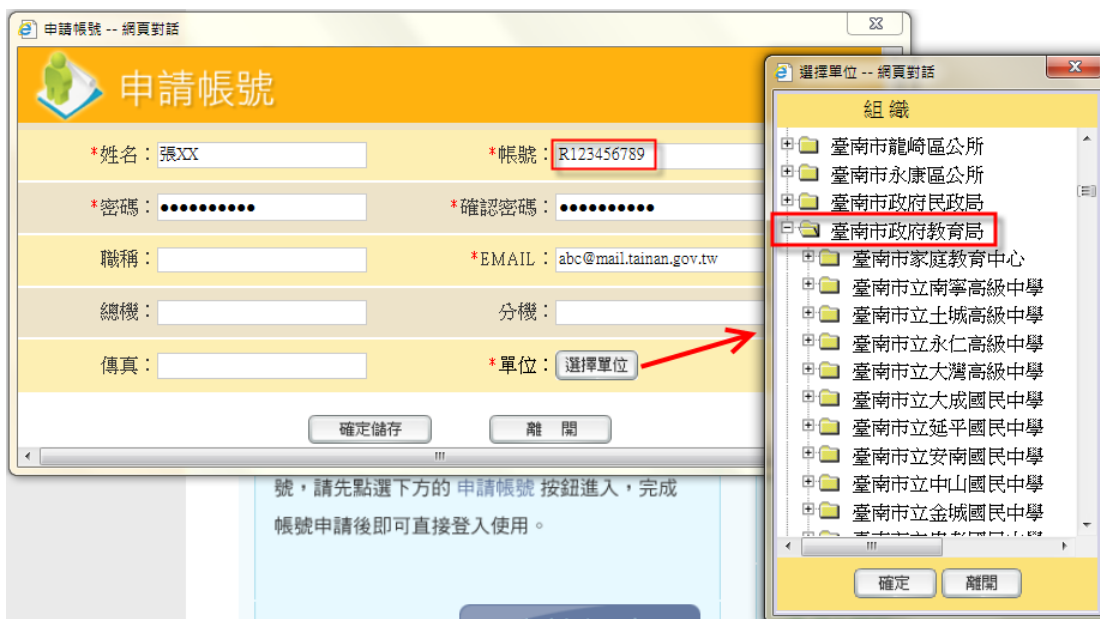 申請帳號 -- 網頁對話
申請帳號
*姓名：張XX
*帳號：R123456789
*密碼：●●●●●●●●●●
*確認密碼：●●●●●●●●●●
職稱：
*EMAIL：abc@mail.tainan.gov.tw
總機：
分機：
傳真：
*單位：選擇單位
確定儲存
離 開
號，請先點選下方的 申請帳號 按鈕進入，完成
帳號申請後即可直接登入使用。
選擇單位 -- 網頁對話
組 織
臺南市龍崎區公所
臺南市永康區公所
臺南市政府民政局
臺南市政府教育局
臺南市家庭教育中心
臺南市立南寧高級中學
臺南市立土城高級中學
臺南市立永仁高級中學
臺南市立大灣高級中學
臺南市立大成國民中學
臺南市立延平國民中學
臺南市立安南國民中學
臺南市立中山國民中學
臺南市立金城國民中學
確定
離開